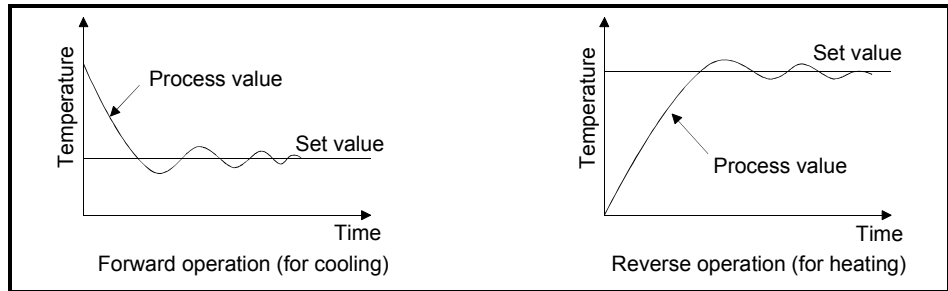 Temperature
Process value
Set value
Time
Forward operation (for cooling)
Temperature
Set value
Process value
Time
Reverse operation (for heating)